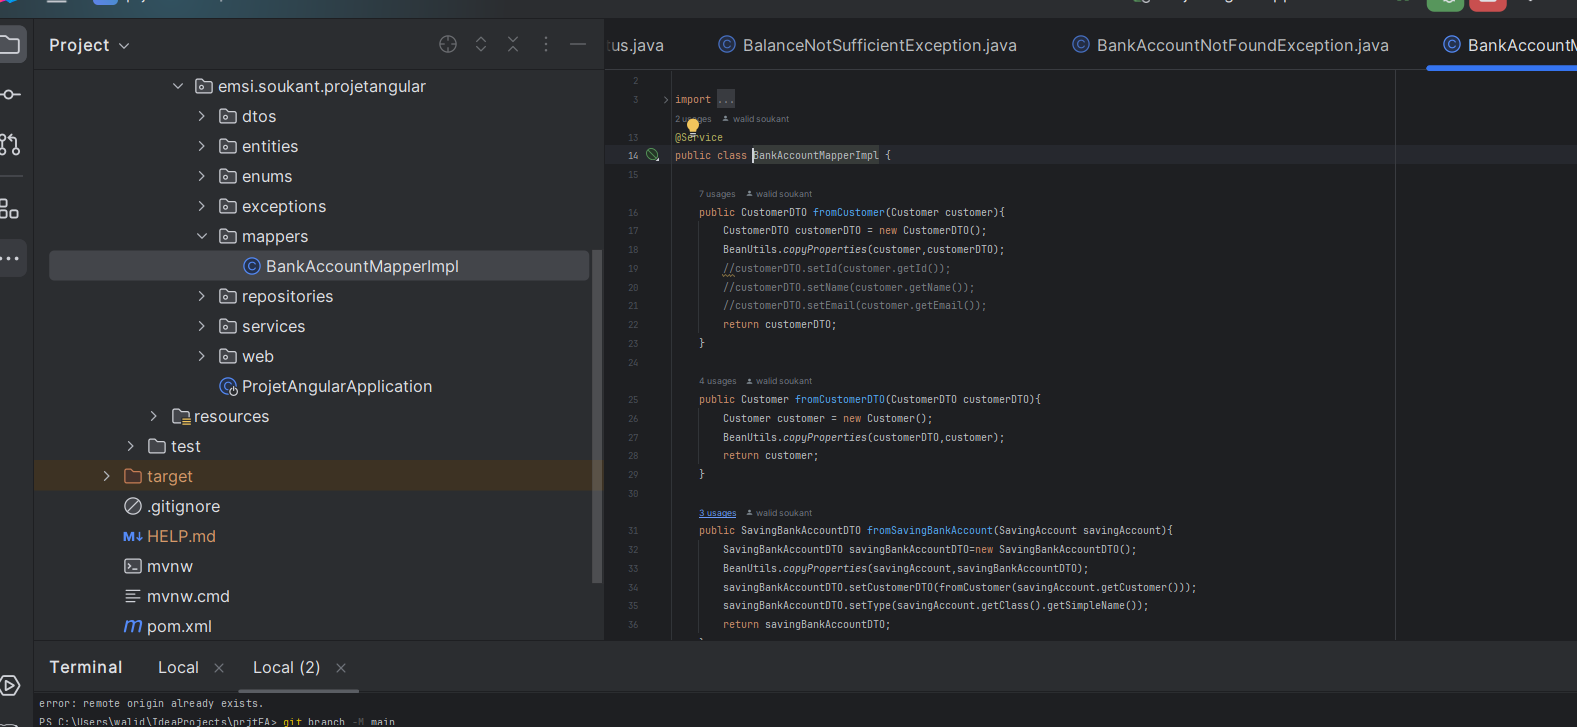 Project
tus.java
BalanceNotSufficientException.java
BankAccountNotFoundException.java
BankAccountM
emsi.soukant.projetangular
dtos
entities
enums
exceptions
mappers
BankAccountMapperImpl
repositories
services
web
ProjetAngularApplication
resources
test
target
.gitignore
HELP.md
mvnw
mvnw.cmd
pom.xml
2
3 import ...
2 usages walid soukant
13 @Service
14 public class BankAccountMapperImpl {
15
7 usages walid soukant
16 public CustomerDTO fromCustomer(Customer customer){
17 CustomerDTO customerDTO = new CustomerDTO();
18 BeanUtils.copyProperties(customer,customerDTO);
19 //customerDTO.setId(customer.getId());
20 //customerDTO.setName(customer.getName());
21 //customerDTO.setEmail(customer.getEmail());
22 return customerDTO;
23 }
24
4 usages walid soukant
25 public Customer fromCustomerDTO(CustomerDTO customerDTO){
26 Customer customer = new Customer();
27 BeanUtils.copyProperties(customerDTO,customer);
28 return customer;
29 }
30
3 usages walid soukant
31 public SavingBankAccountDTO fromSavingBankAccount(SavingAccount savingAccount){
32 SavingBankAccountDTO savingBankAccountDTO=new SavingBankAccountDTO();
33 BeanUtils.copyProperties(savingAccount,savingBankAccountDTO);
34 savingBankAccountDTO.setCustomerDTO(fromCustomer(savingAccount.getCustomer()));
35 savingBankAccountDTO.setType(savingAccount.getClass().getSimpleName());
36 return savingBankAccountDTO;
Terminal Local Local (2)
error: remote origin already exists.
PS C:\Users\walid\IdeaProjects\prjtFA> git branch -M main